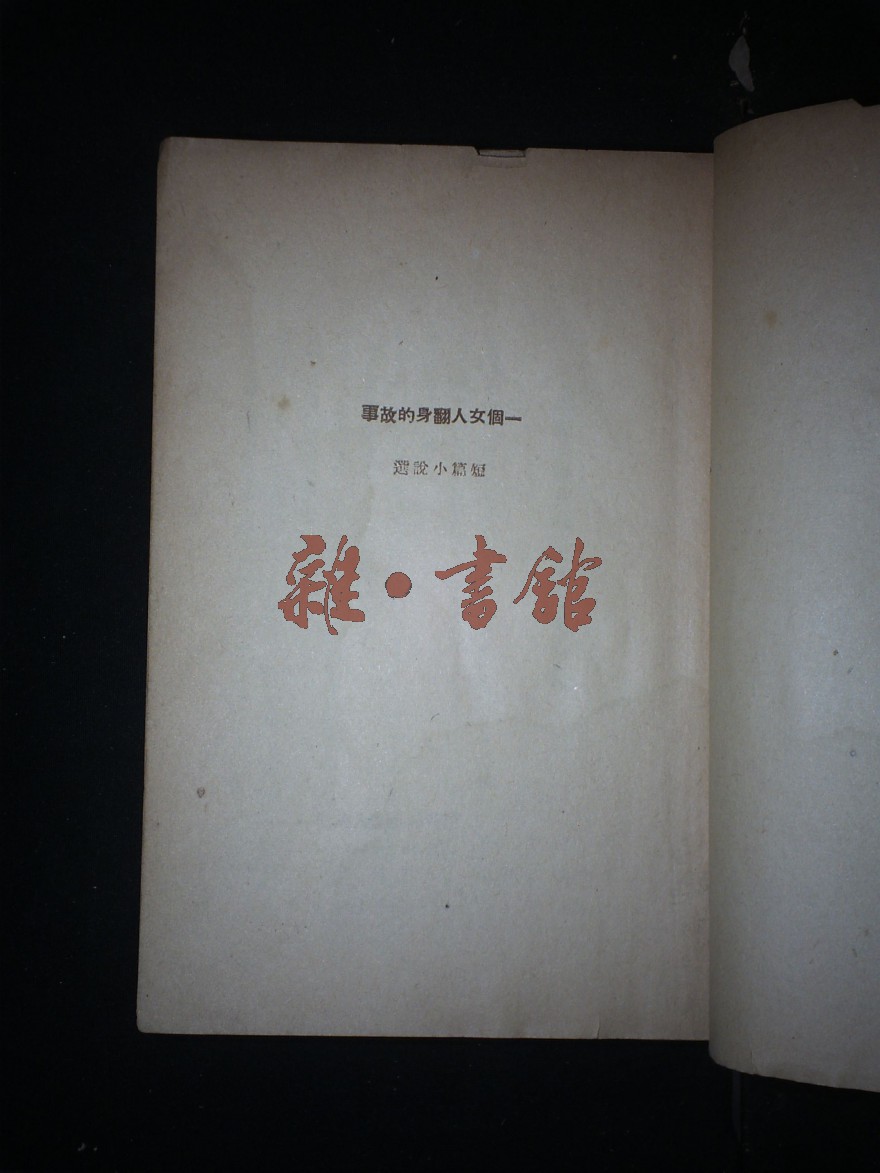 一個女人翻身的故事
短篇小說選
雜·書館